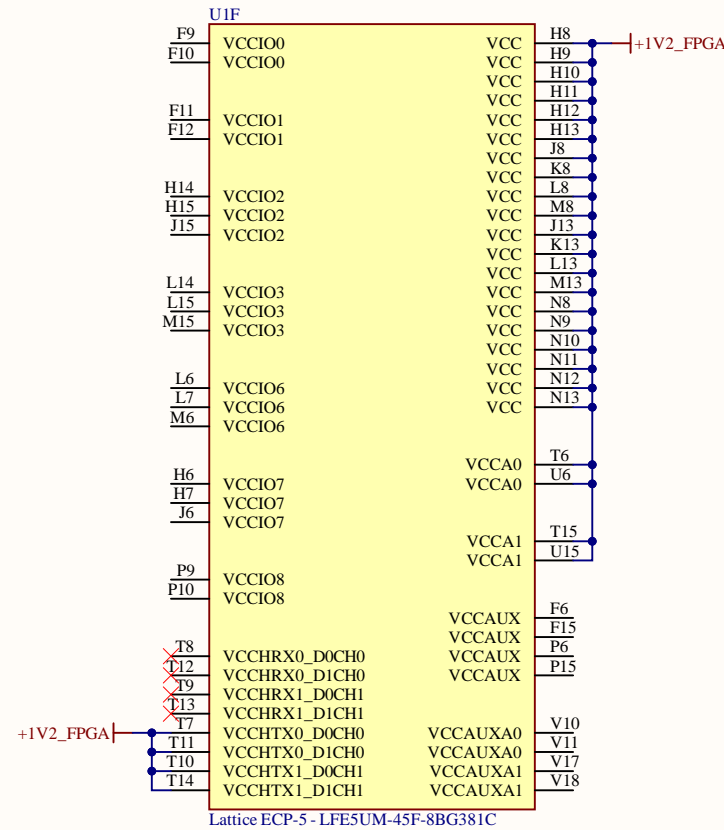 U1F
F9 VCCIO0 VCC H8 +1V2_FPGA
F10 VCCIO0 VCC H9
VCC H10
VCC H11
F11 VCCIO1 VCC H12
F12 VCCIO1 VCC H13
VCC J8
VCC K8
H14 VCCIO2 VCC L8
H15 VCCIO2 VCC M8
J15 VCCIO2 VCC J13
VCC K13
VCC L13
L14 VCCIO3 VCC M13
L15 VCCIO3 VCC N8
M15 VCCIO3 VCC N9
VCC N10
VCC N11
L6 VCCIO6 VCC N12
L7 VCCIO6 VCC N13
M6 VCCIO6
VCCA0 T6
H6 VCCIO7 VCCA0 U6
H7 VCCIO7
J6 VCCIO7
VCCA1 T15
VCCA1 U15
P9 VCCIO8
P10 VCCIO8
VCCAUX F6
VCCAUX F15
T8 VCCHRX0_D0CH0 VCCAUX P6
T12 VCCHRX0_D1CH0 VCCAUX P15
T9 VCCHRX1_D0CH1
T13 VCCHRX1_D1CH1
+1V2_FPGA T7 VCCHTX0_D0CH0 VCCAUXA0 V10
T11 VCCHTX0_D1CH0 VCCAUXA0 V11
T10 VCCHTX1_D0CH1 VCCAUXA1 V17
T14 VCCHTX1_D1CH1 VCCAUXA1 V18
Lattice ECP-5 - LFE5UM-45F-8BG381C